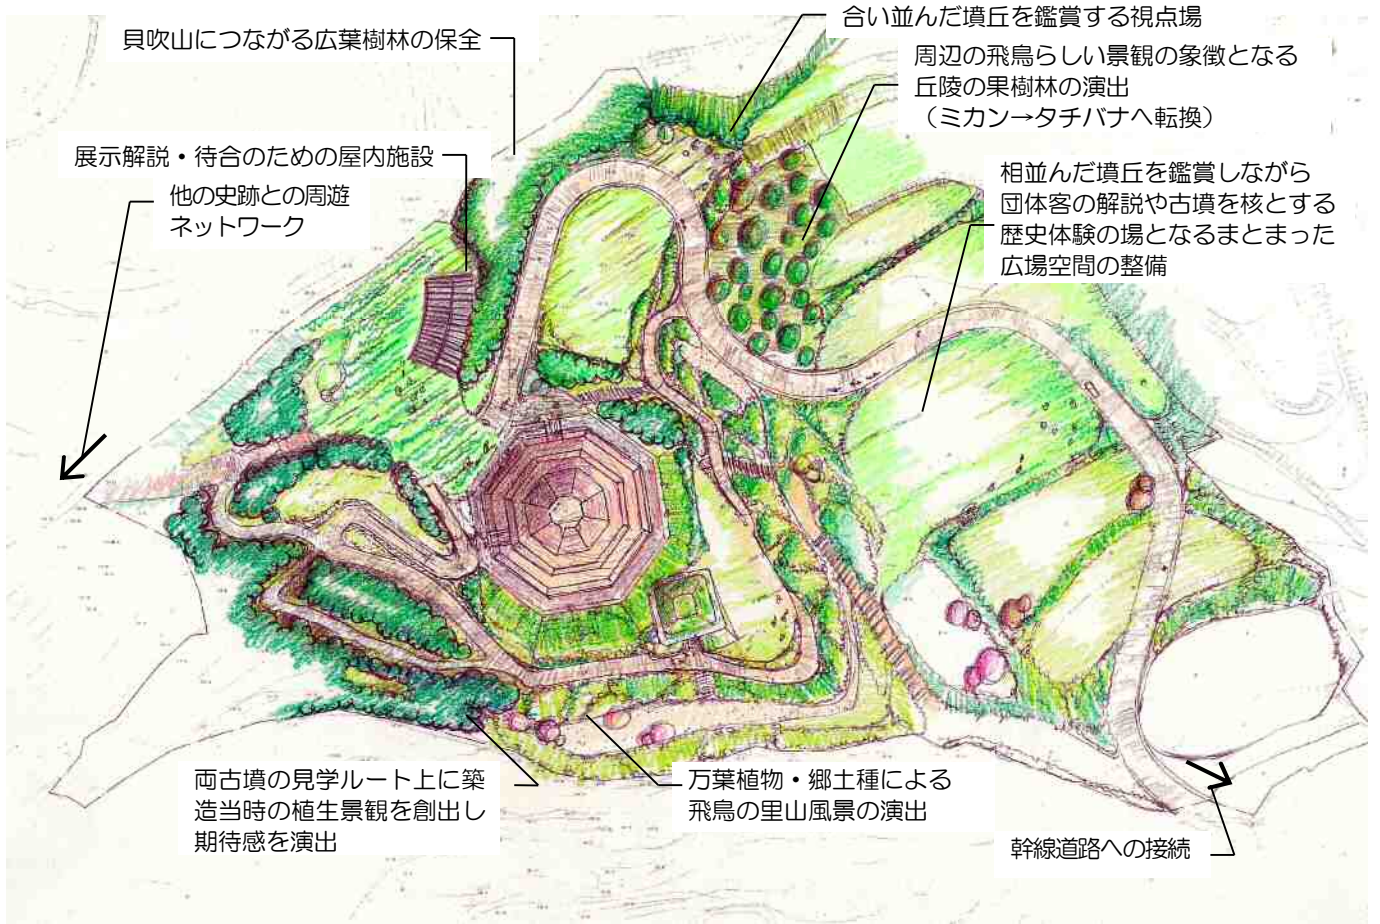 合い並んだ墳丘を鑑賞する視点場
貝吹山につながる広葉樹林の保全
周辺の飛鳥らしい景観の象徴となる
丘陵の果樹林の演出
（ミカン→タチバナへ転換）
展示解説・待合のための屋内施設
他の史跡との周遊
ネットワーク
相並んだ墳丘を鑑賞しながら
団体客の解説や古墳を核とする
歴史体験の場となるまとまった
広場空間の整備
両古墳の見学ルート上に築
造当時の植生景観を創出し
期待感を演出
万葉植物・郷土種による
飛鳥の里山風景の演出
幹線道路への接続